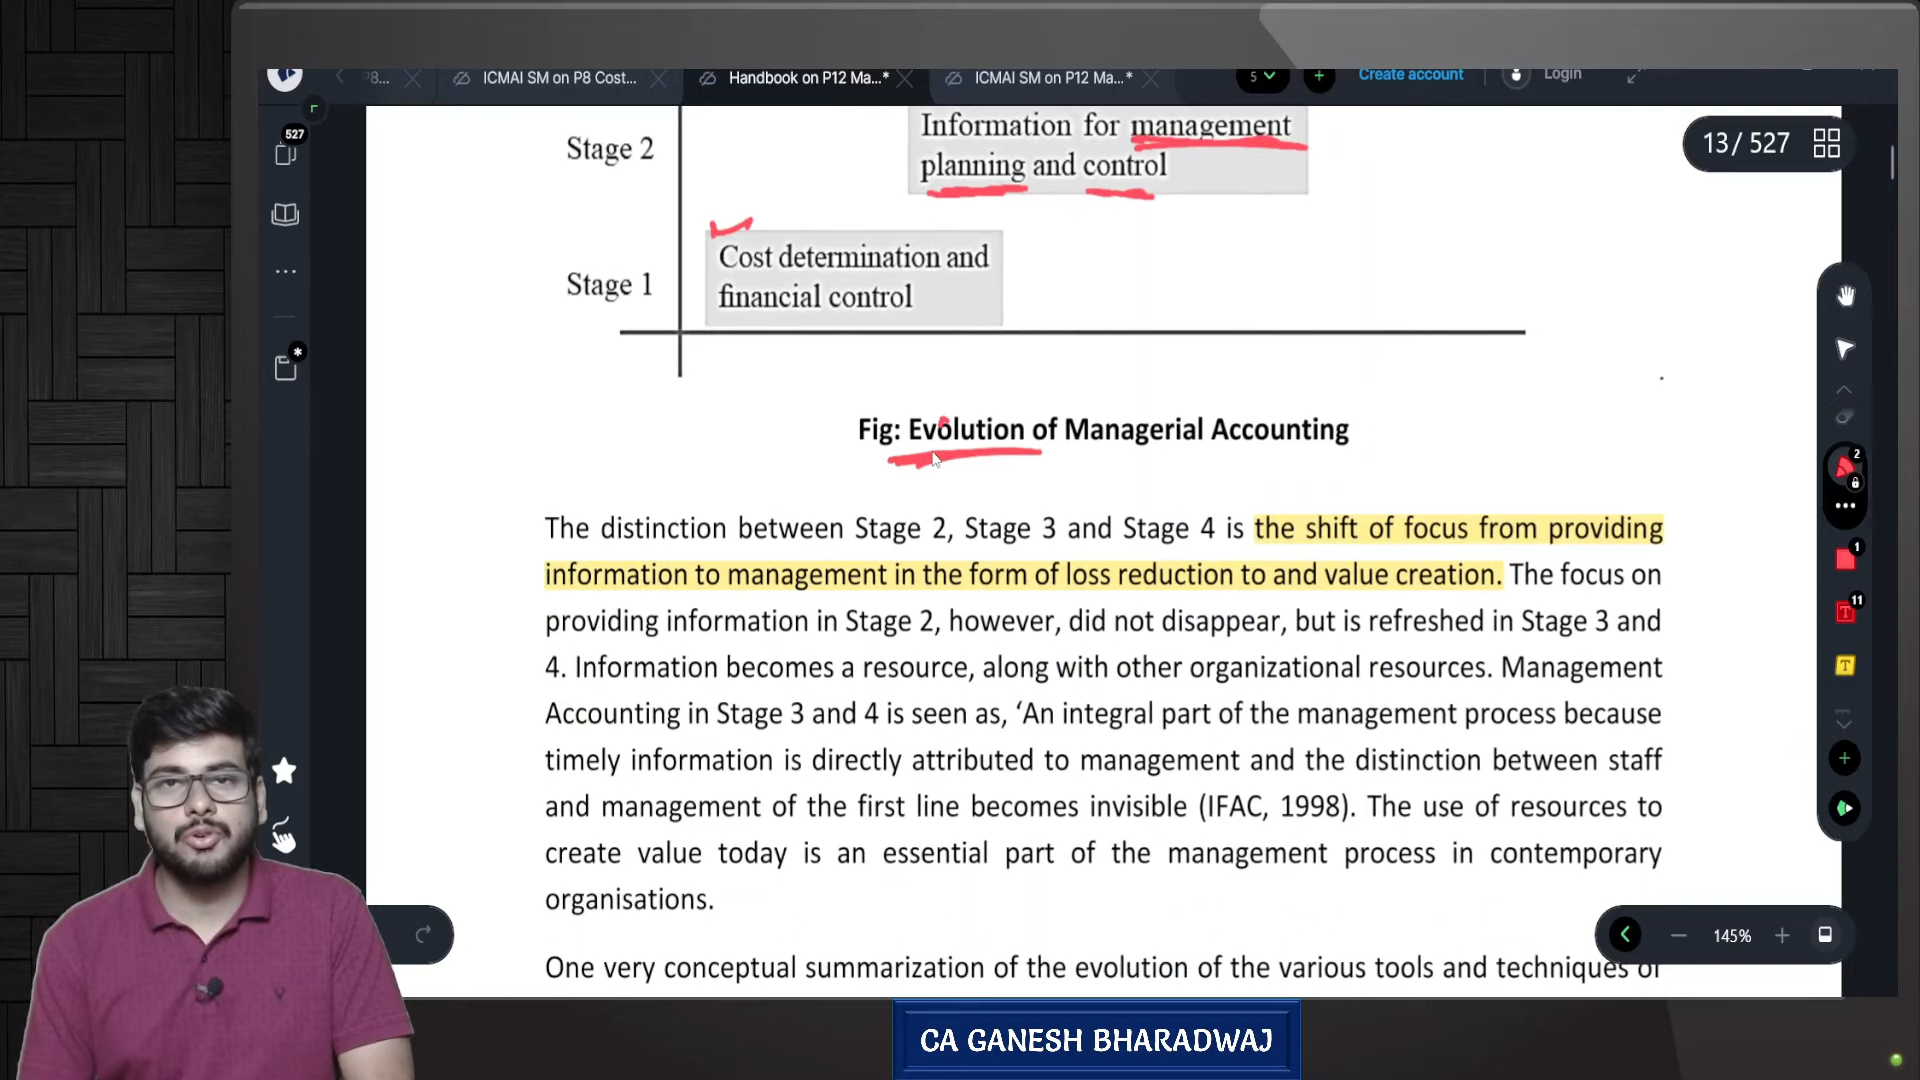 P8...
ICMAI SM on P8 Cost...
Handbook on P12 Ma...*
ICMAI SM on P12 Ma...*
5
Create account
Login
527
13/ 527
Stage 2
Information for management
planning and control
Stage 1
Cost determination and
financial control
Fig: Evolution of Managerial Accounting
The distinction between Stage 2, Stage 3 and Stage 4 is the shift of focus from providing
information to management in the form of loss reduction to and value creation. The focus on
providing information in Stage 2, however, did not disappear, but is refreshed in Stage 3 and
4. Information becomes a resource, along with other organizational resources. Management
Accounting in Stage 3 and 4 is seen as, ‘An integral part of the management process because
timely information is directly attributed to management and the distinction between staff
and management of the first line becomes invisible (IFAC, 1998). The use of resources to
create value today is an essential part of the management process in contemporary
organisations.
One very conceptual summarization of the evolution of the various tools and techniques of
2
1
T 11
T
145%
CA GANESH BHARADWAJ